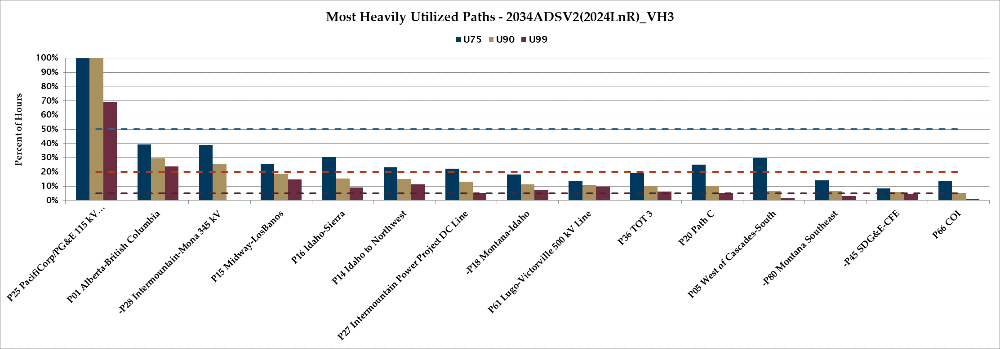 Most Heavily Utilized Paths - 2034ADSV2(2024LnR)_VH3
U75 U90 U99
Percent of Hours
100%
90%
80%
70%
60%
50%
40%
30%
20%
10%
0%
P25 PacifiCorp/PG&E 115 kV…
P01 Alberta-British Columbia
-P28 Intermountain-Mona 345 kV
P15 Midway-LosBanos
P16 Idaho-Sierra
P14 Idaho to Northwest
P27 Intermountain Power Project DC Line
-P18 Montana-Idaho
P61 Lugo-Victorville 500 kV Line
P36 TOT 3
P20 Path C
P05 West of Cascades-South
-P80 Montana Southeast
-P45 SDG&E-CFE
P66 COI